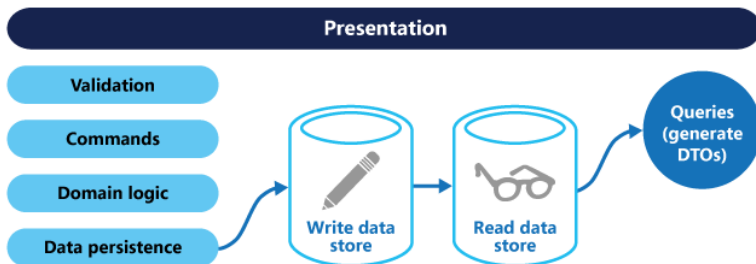 Presentation
Validation
Commands
Domain logic
Data persistence
Write data
store
Read data
store
Queries
(generate
DTOs)